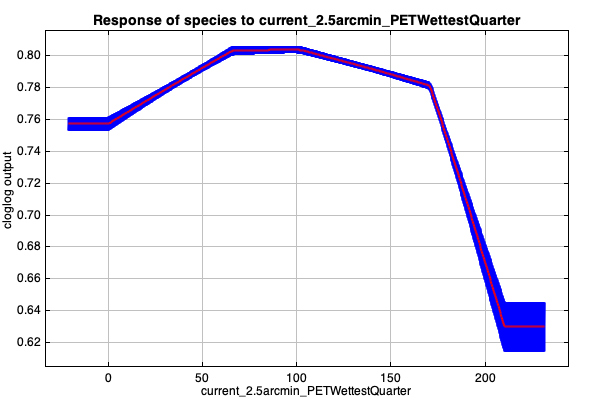 Response of species to current_2.5arcmin_PETWettestQuarter
0.80
0.78
0.76
0.74
0.72
0.70
0.68
0.66
0.64
0.62
cloglog output
0 50 100 150 200
current_2.5arcmin_PETWettestQuarter